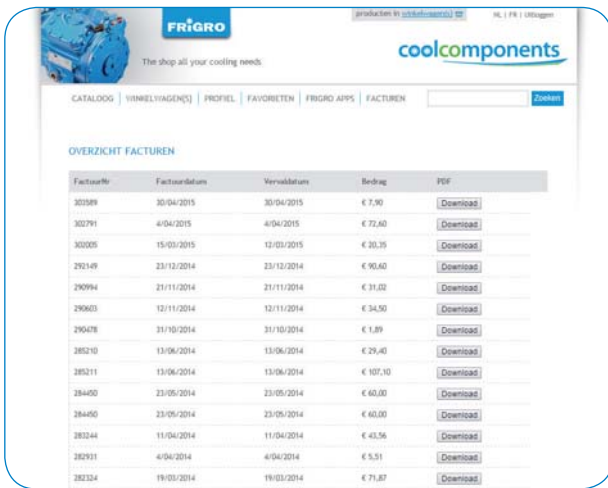 producten in winkelwagen(s) NL | FR | Uitloggen
FRiGRO
The shop all your cooling needs
coolcomponents
CATALOOG | WINKELWAGEN(S) | PROFIEL | FAVORIETEN | FRIGRO APPS | FACTUREN Zoeken
OVERZICHT FACTUREN
FactuurNr Factuurdatum Vervaldatum Bedrag PDF
303589 30/04/2015 30/04/2015 € 7,90 Download
302791 4/04/2015 4/04/2015 € 72,60 Download
302005 15/03/2015 12/03/2015 € 20,35 Download
292149 23/12/2014 23/12/2014 € 90,60 Download
290994 21/11/2014 21/11/2014 € 31,02 Download
290603 12/11/2014 12/11/2014 € 34,50 Download
290478 31/10/2014 31/10/2014 € 1,89 Download
285210 13/06/2014 13/06/2014 € 29,40 Download
285211 13/06/2014 13/06/2014 € 107,10 Download
284450 23/05/2014 23/05/2014 € 60,00 Download
284450 23/05/2014 23/05/2014 € 60,00 Download
283244 11/04/2014 11/04/2014 € 43,56 Download
282931 4/04/2014 4/04/2014 € 5,51 Download
282324 19/03/2014 19/03/2014 € 71,87 Download